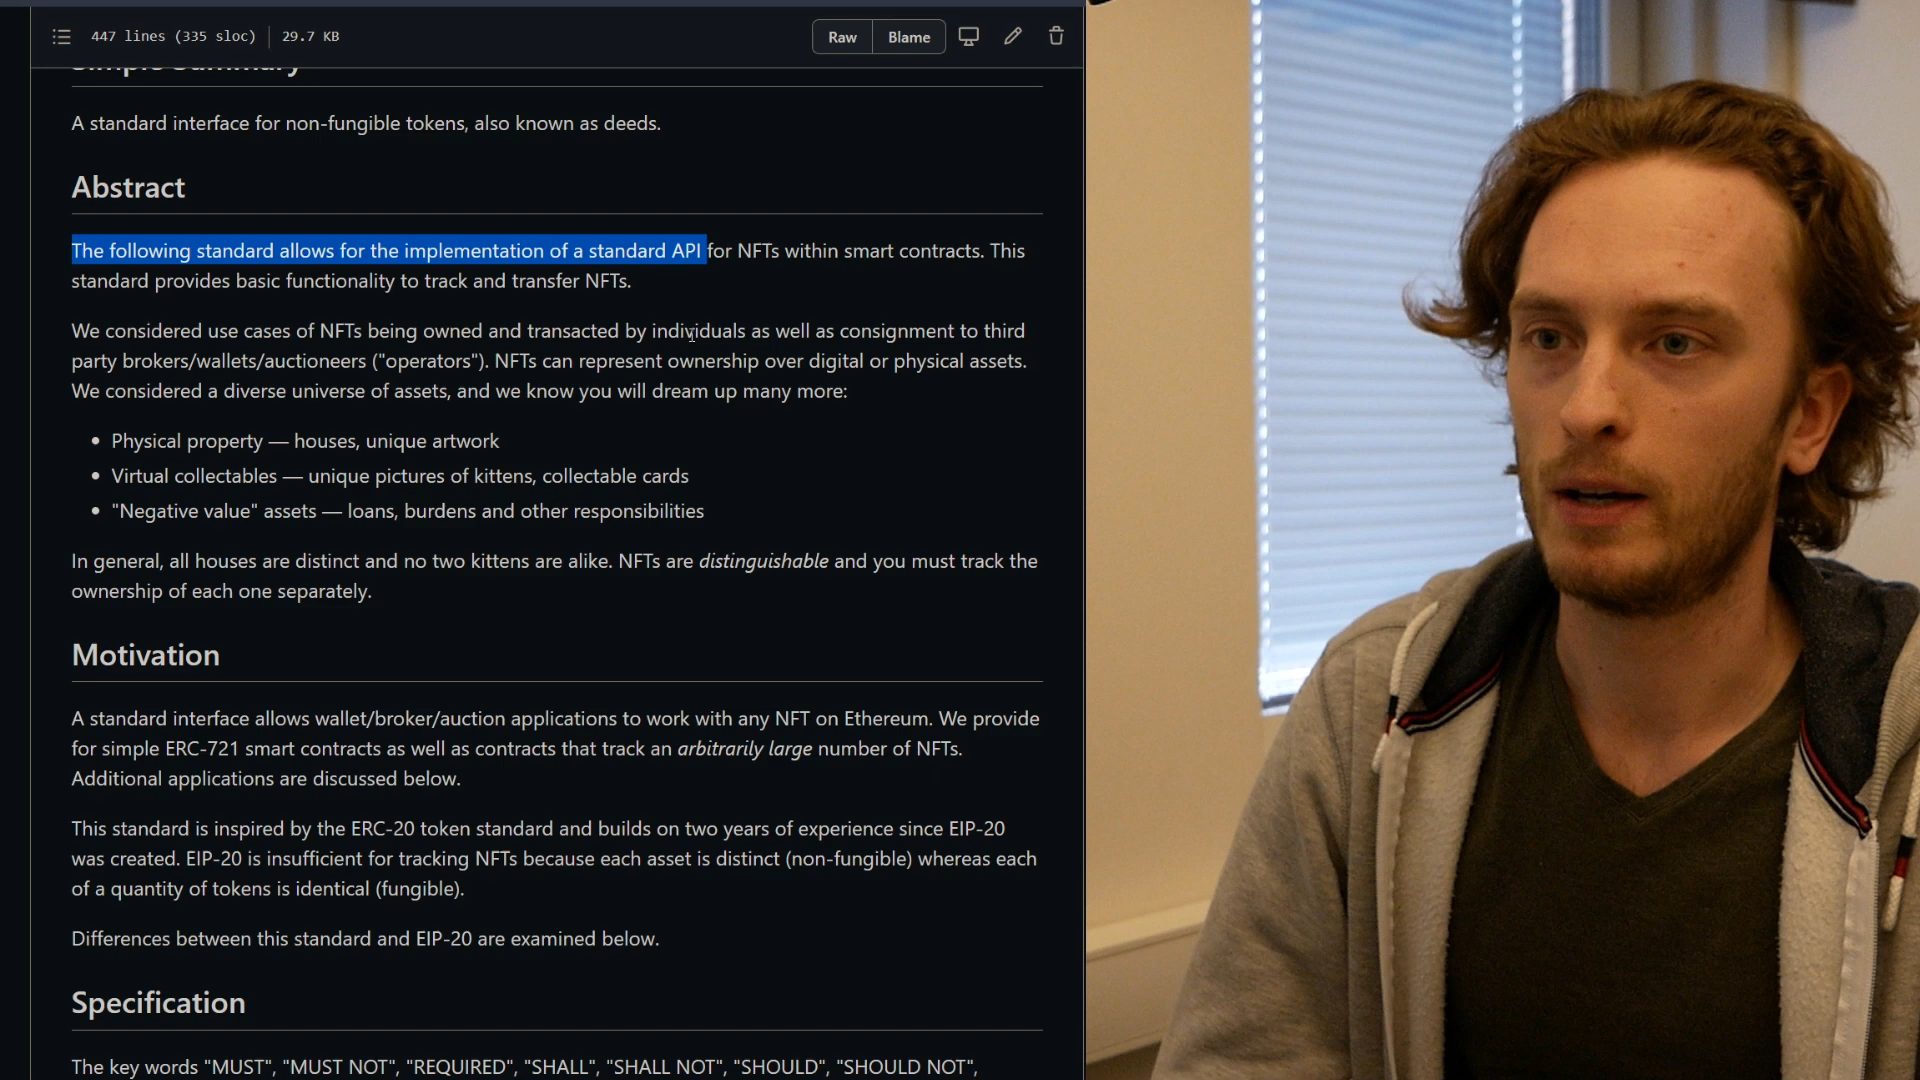 447 lines (335 sloc) 29.7 KB Raw Blame
Simple Summary
A standard interface for non-fungible tokens, also known as deeds.
Abstract
The following standard allows for the implementation of a standard API for NFTs within smart contracts. This
standard provides basic functionality to track and transfer NFTs.
We considered use cases of NFTs being owned and transacted by individuals as well as consignment to third
party brokers/wallets/auctioneers ("operators"). NFTs can represent ownership over digital or physical assets.
We considered a diverse universe of assets, and we know you will dream up many more:
• Physical property — houses, unique artwork
• Virtual collectables — unique pictures of kittens, collectable cards
• "Negative value" assets — loans, burdens and other responsibilities
In general, all houses are distinct and no two kittens are alike. NFTs are distinguishable and you must track the
ownership of each one separately.
Motivation
A standard interface allows wallet/broker/auction applications to work with any NFT on Ethereum. We provide
for simple ERC-721 smart contracts as well as contracts that track an arbitrarily large number of NFTs.
Additional applications are discussed below.
This standard is inspired by the ERC-20 token standard and builds on two years of experience since EIP-20
was created. EIP-20 is insufficient for tracking NFTs because each asset is distinct (non-fungible) whereas each
of a quantity of tokens is identical (fungible).
Differences between this standard and EIP-20 are examined below.
Specification
The key words "MUST", "MUST NOT", "REQUIRED", "SHALL", "SHALL NOT", "SHOULD", "SHOULD NOT",